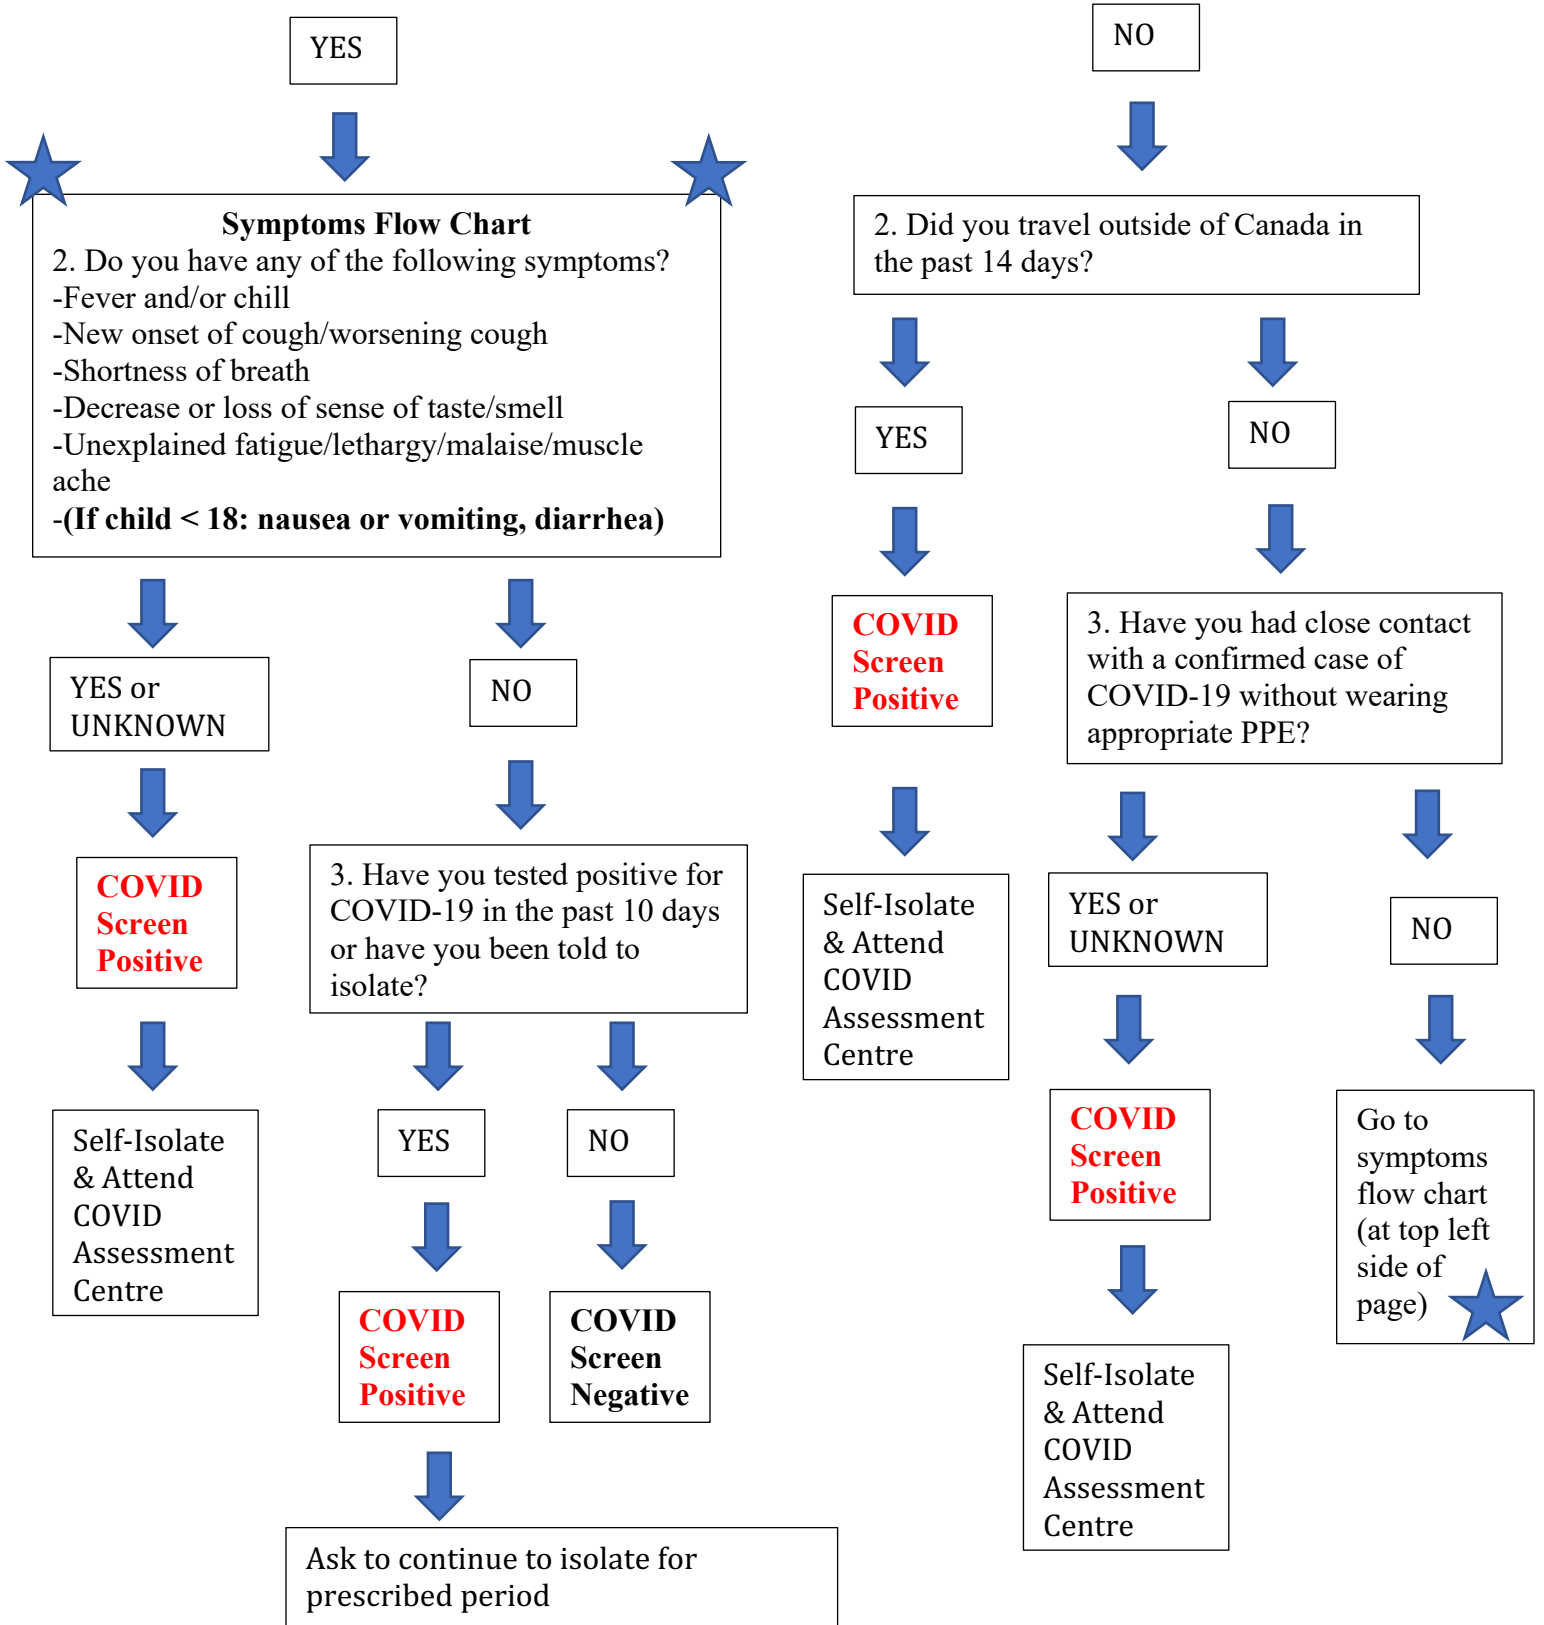 YES
Symptoms Flow Chart
2. Do you have any of the following symptoms?
-Fever and/or chill
-New onset of cough/worsening cough
-Shortness of breath
-Decrease or loss of sense of taste/smell
-Unexplained fatigue/lethargy/malaise/muscle
ache
-(If child < 18: nausea or vomiting, diarrhea)
YES or
UNKNOWN
COVID
Screen
Positive
Self-Isolate
& Attend
COVID
Assessment
Centre
NO
3. Have you tested positive for
COVID-19 in the past 10 days
or have you been told to
isolate?
YES
COVID
Screen
Positive
Ask to continue to isolate for
prescribed period
NO
COVID
Screen
Negative
NO
2. Did you travel outside of Canada in
the past 14 days?
YES
COVID
Screen
Positive
Self-Isolate
& Attend
COVID
Assessment
Centre
NO
3. Have you had close contact
with a confirmed case of
COVID-19 without wearing
appropriate PPE?
YES or
UNKNOWN
COVID
Screen
Positive
Self-Isolate
& Attend
COVID
Assessment
Centre
NO
Go to
symptoms
flow chart
(at top left
side of
page)